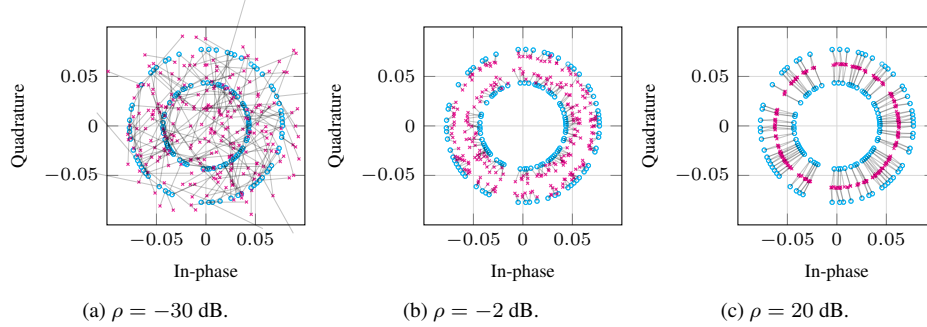 0.05 0.05 0.05
Quadrature Quadrature Quadrature
0 0 0
−0.05 −0.05 −0.05
−0.05 0 0.05 −0.05 0 0.05 −0.05 0 0.05
In-phase In-phase In-phase
(a) ρ = −30 dB. (b) ρ = −2 dB. (c) ρ = 20 dB.